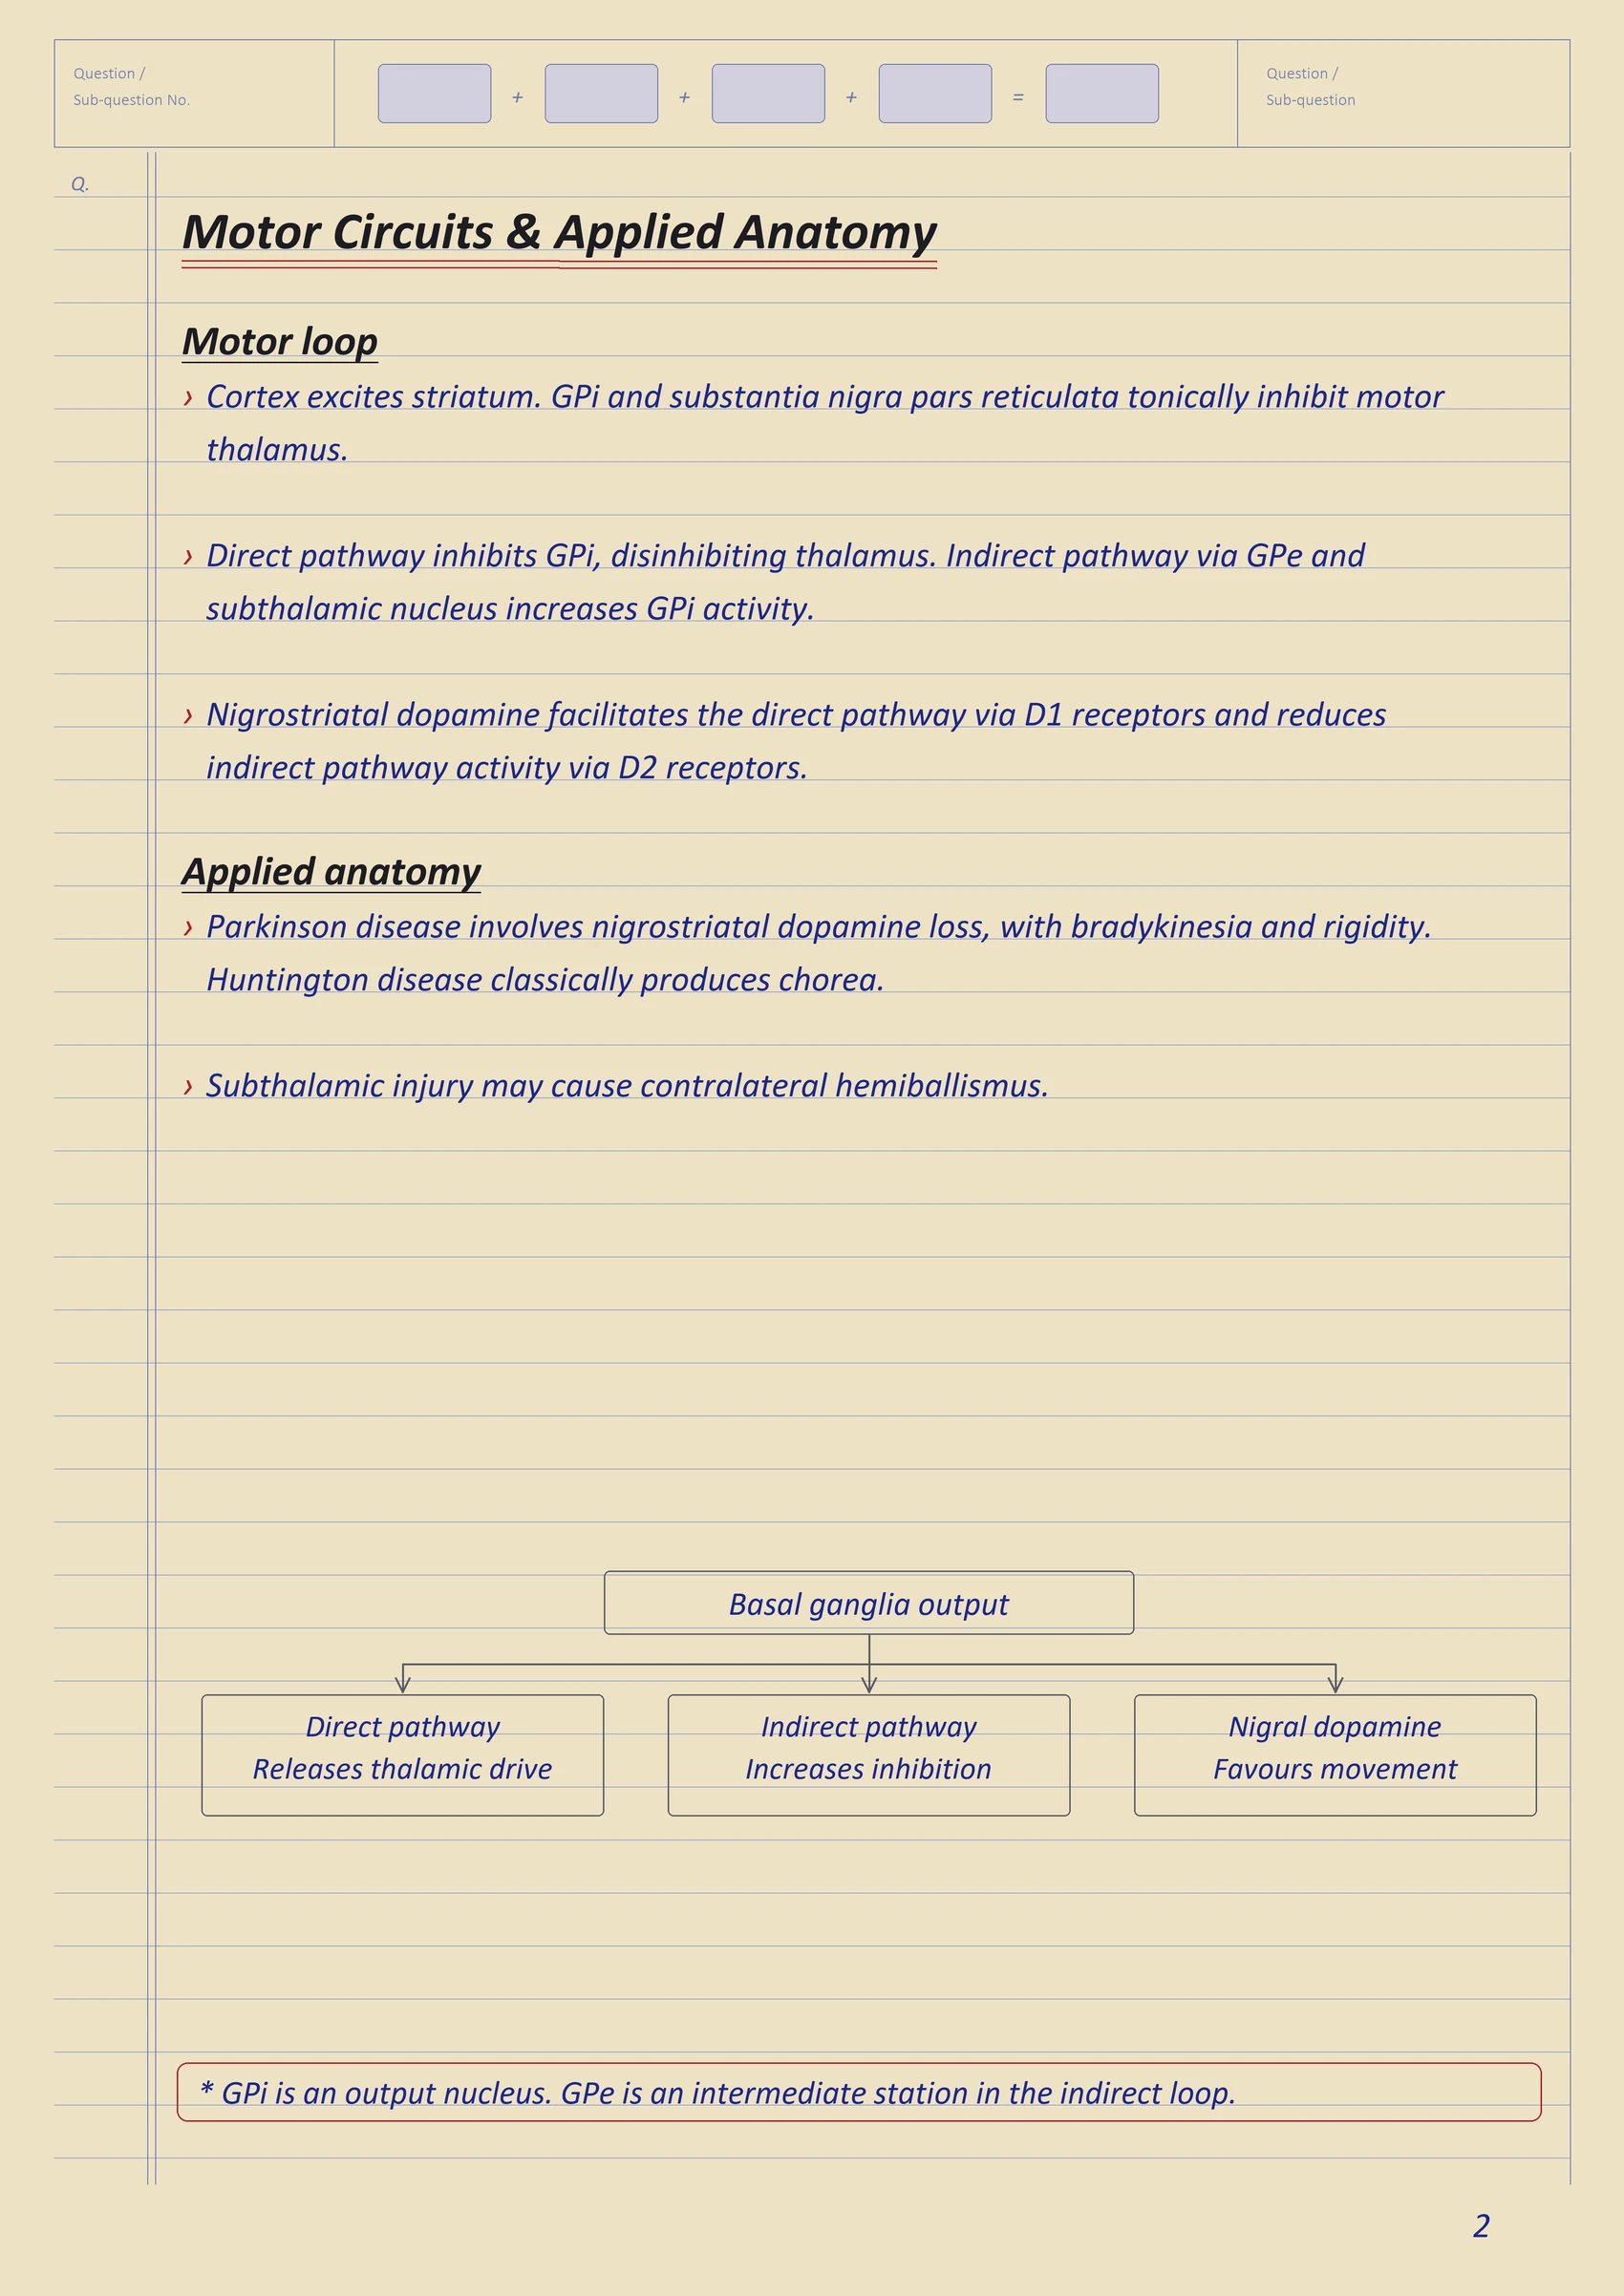 Question /
Sub-question No.
+ + + =
Question /
Sub-question
Q.
Motor Circuits & Applied Anatomy
Motor loop
› Cortex excites striatum. GPi and substantia nigra pars reticulata tonically inhibit motor
thalamus.
› Direct pathway inhibits GPi, disinhibiting thalamus. Indirect pathway via GPe and
subthalamic nucleus increases GPi activity.
› Nigrostriatal dopamine facilitates the direct pathway via D1 receptors and reduces
indirect pathway activity via D2 receptors.
Applied anatomy
› Parkinson disease involves nigrostriatal dopamine loss, with bradykinesia and rigidity.
Huntington disease classically produces chorea.
› Subthalamic injury may cause contralateral hemiballismus.
Basal ganglia output
Direct pathway
Releases thalamic drive
Indirect pathway
Increases inhibition
Nigral dopamine
Favours movement
* GPi is an output nucleus. GPe is an intermediate station in the indirect loop.
2